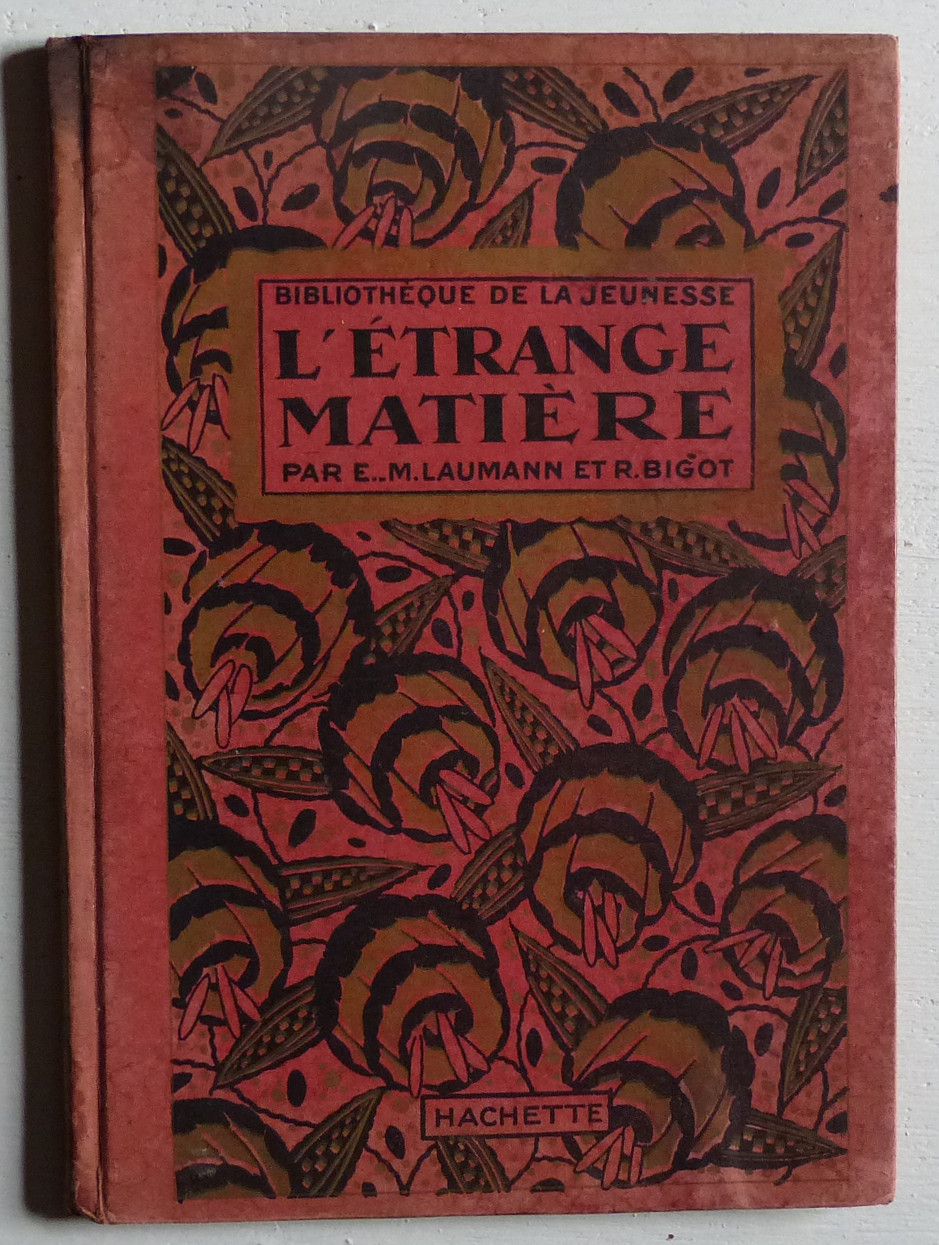 BIBLIOTHÈQUE DE LA JEUNESSE
L'ÉTRANGE
MATIÈRE
PAR E.-M. LAUMANN ET R. BIGOT
HACHETTE